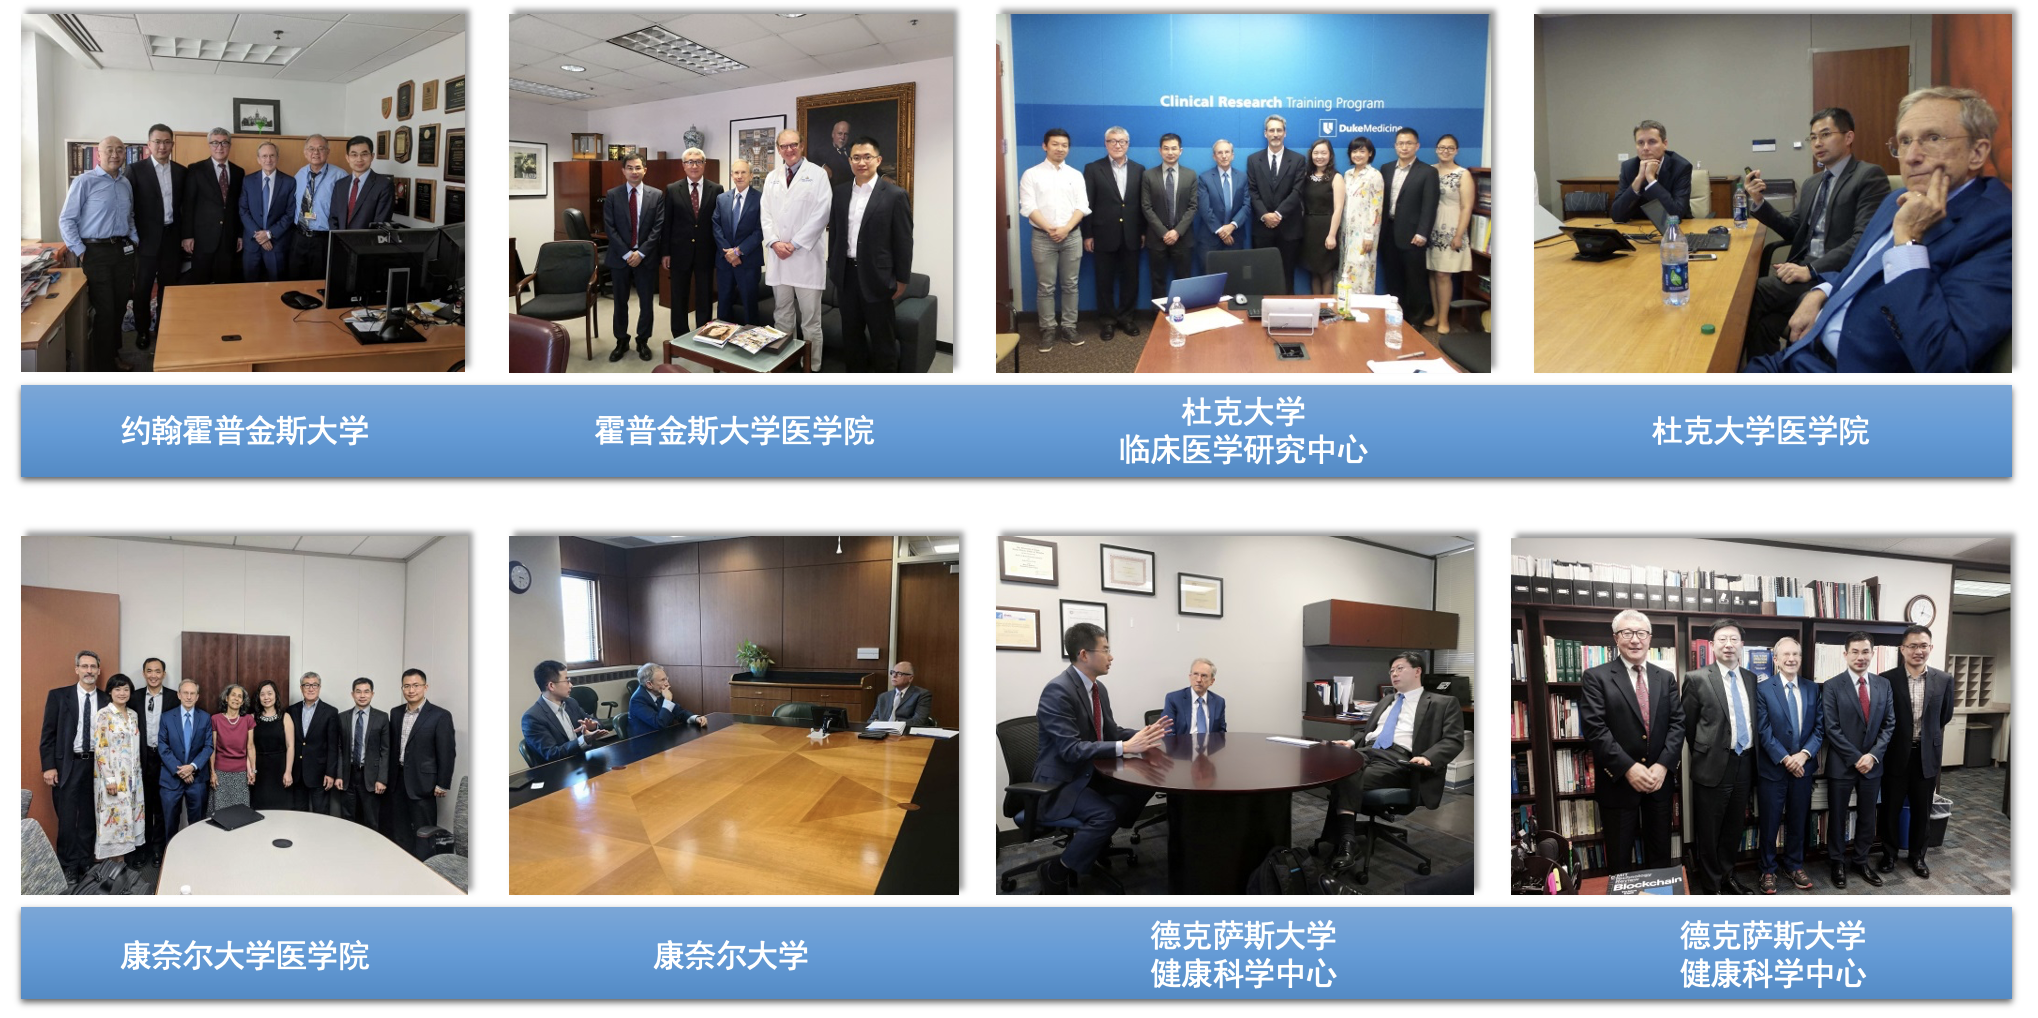 Clinical Research Training Program
DukeMedicine
DELL
约翰霍普金斯大学
霍普金斯大学医学院
杜克大学
临床医学研究中心
杜克大学医学院
Blockchain
康奈尔大学医学院
康奈尔大学
德克萨斯大学
健康科学中心
德克萨斯大学
健康科学中心